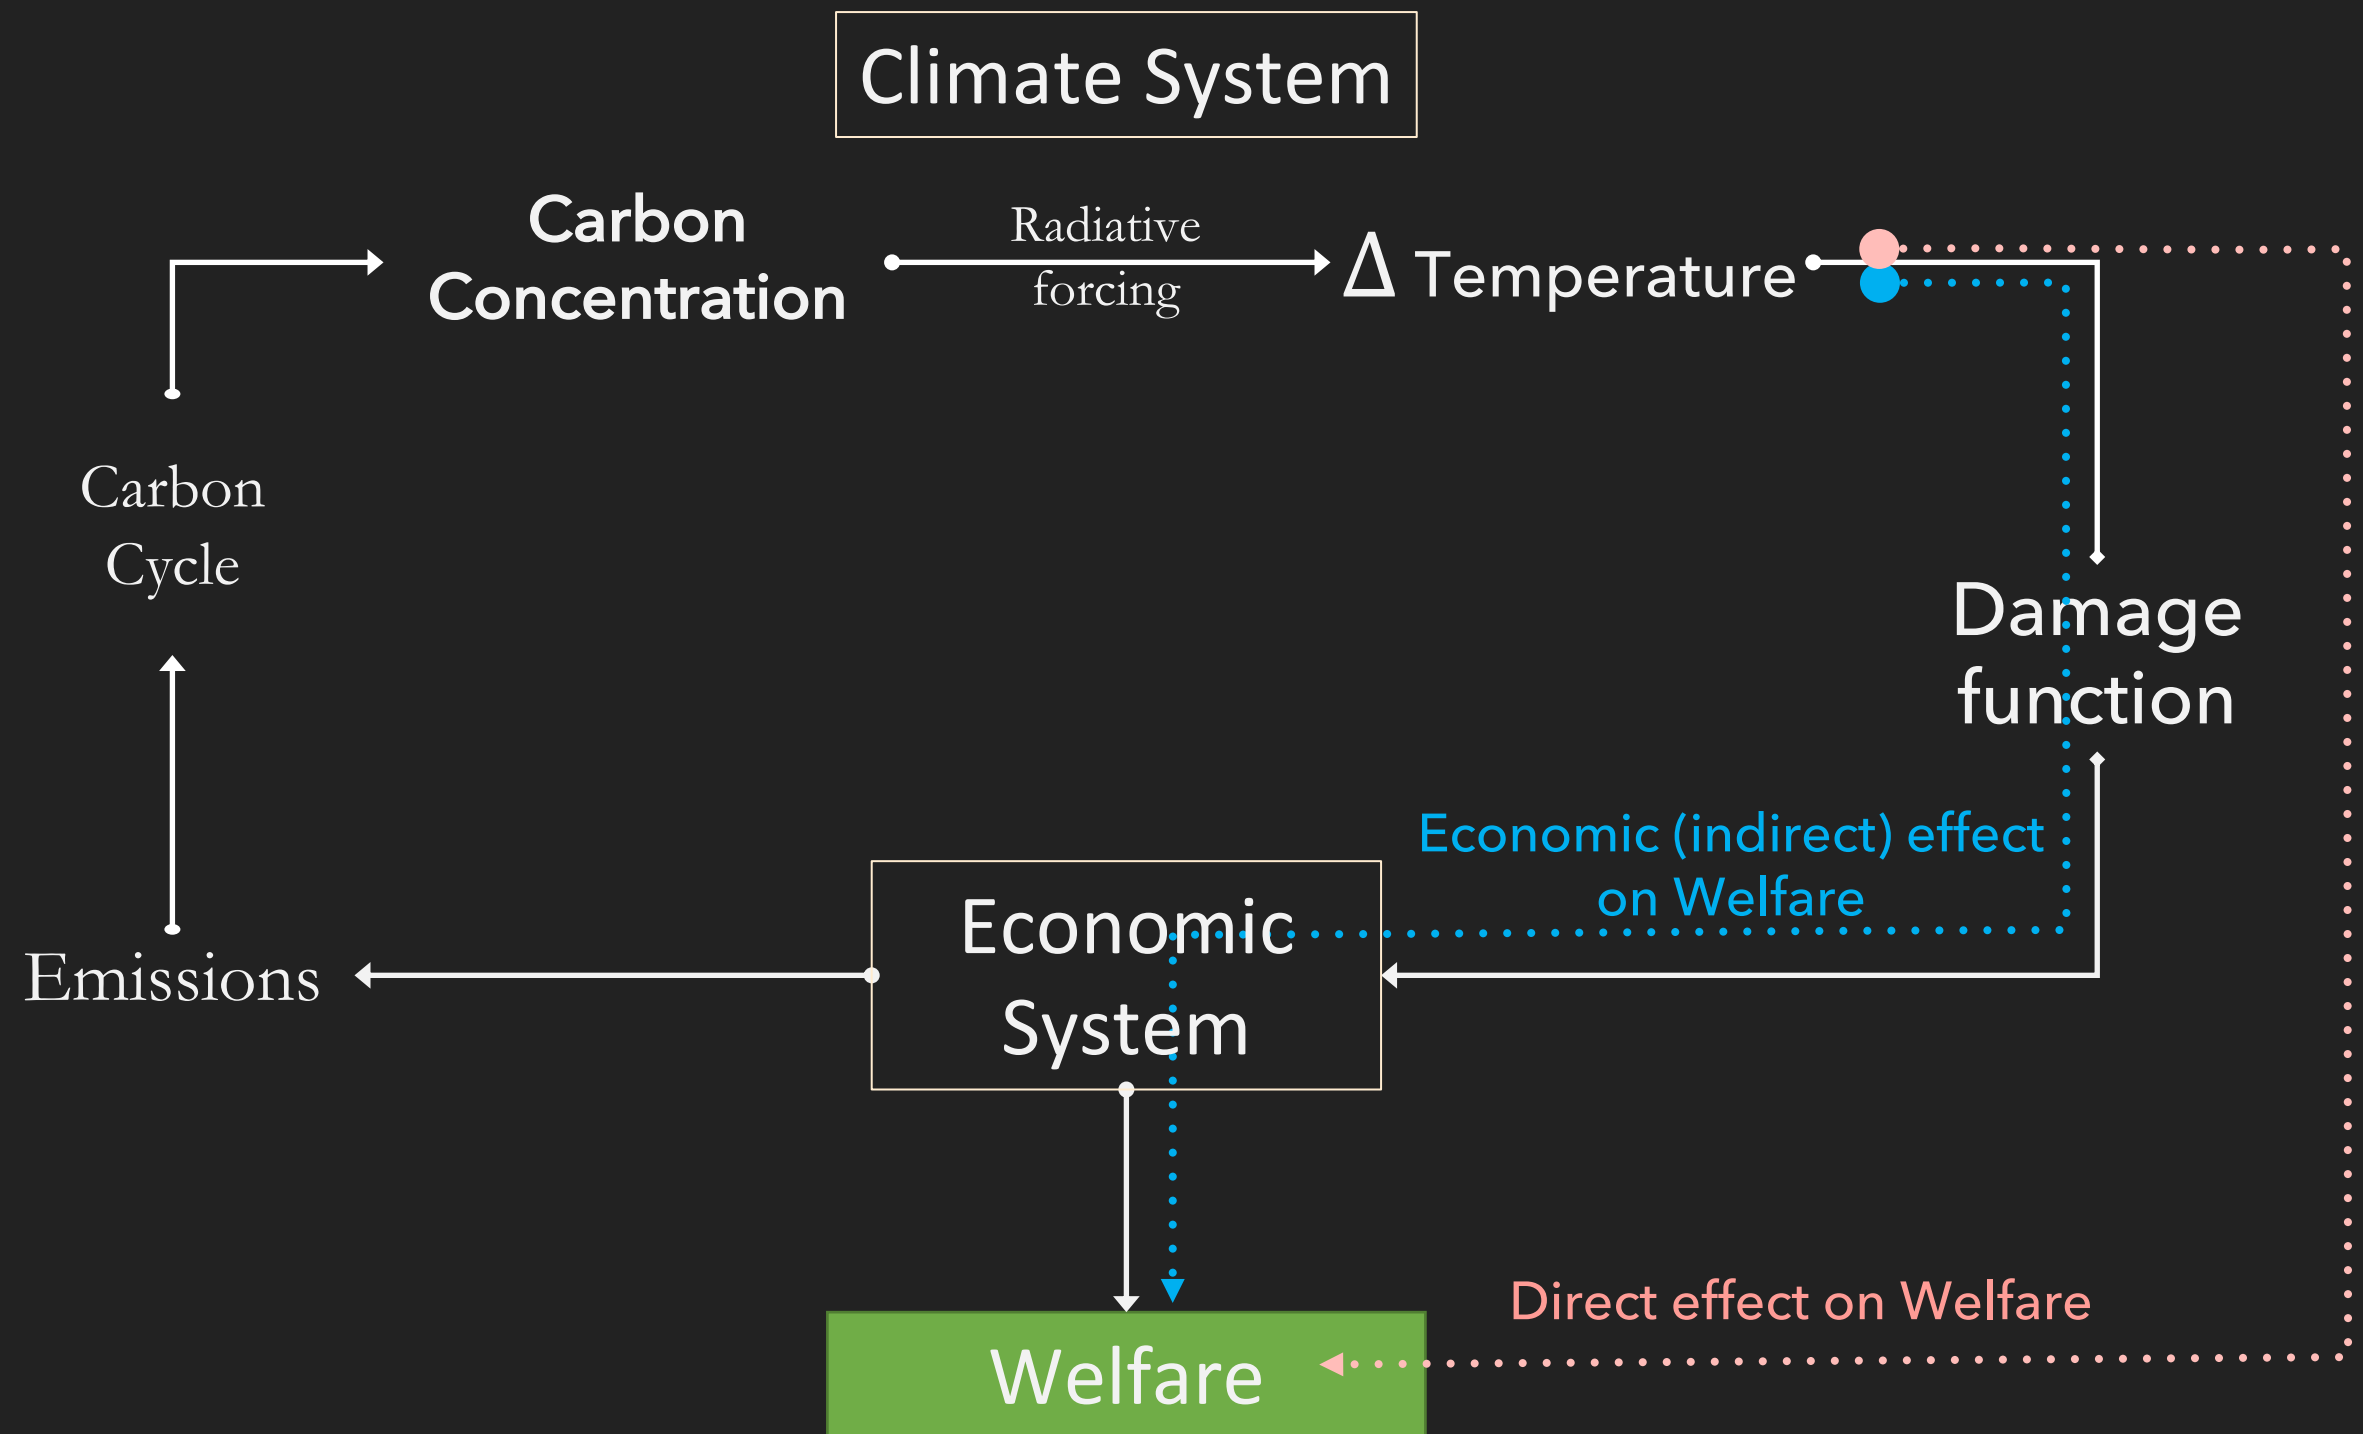 Climate System
Carbon
Concentration
Radiative
forcing
Δ Temperature
Carbon
Cycle
Damage
function
Economic (indirect) effect
on Welfare
Economic
System
Emissions
Direct effect on Welfare
Welfare